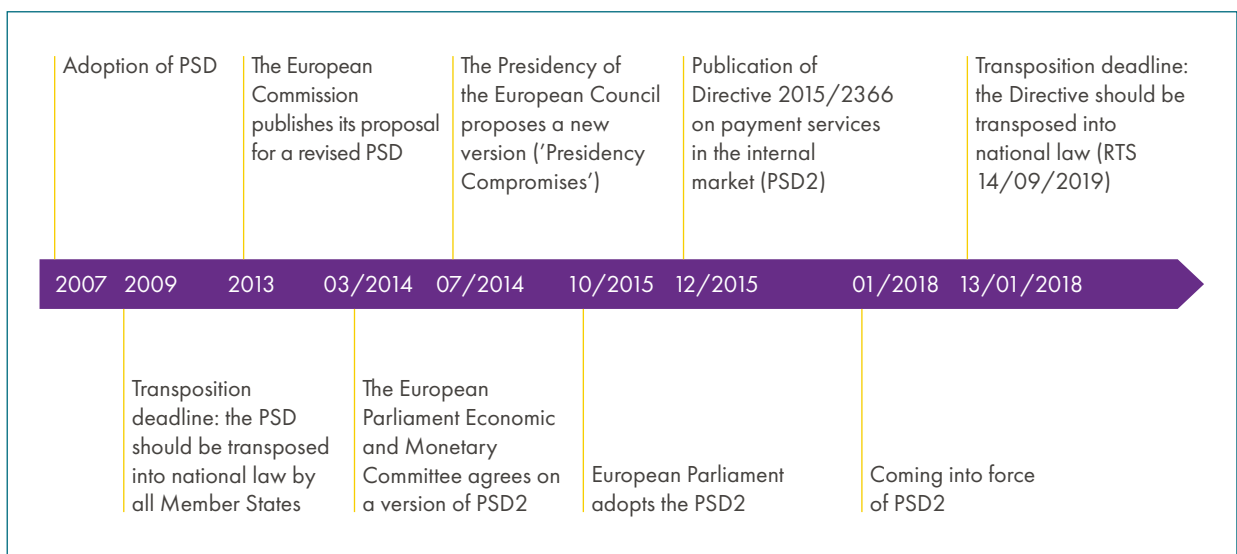 Adoption of PSD
The European
Commission
publishes its proposal
for a revised PSD
The Presidency of
the European Council
proposes a new
version ('Presidency
Compromises')
Publication of
Directive 2015/2366
on payment services
in the internal
market (PSD2)
Transposition deadline:
the Directive should be
transposed into
national law (RTS
14/09/2019)
2007 2009 2013 03/2014 07/2014 10/2015 12/2015 01/2018 13/01/2018
Transposition
deadline: the PSD
should be transposed
into national law by
all Member States
The European
Parliament Economic
and Monetary
Committee agrees on
a version of PSD2
European Parliament
adopts the PSD2
Coming into force
of PSD2